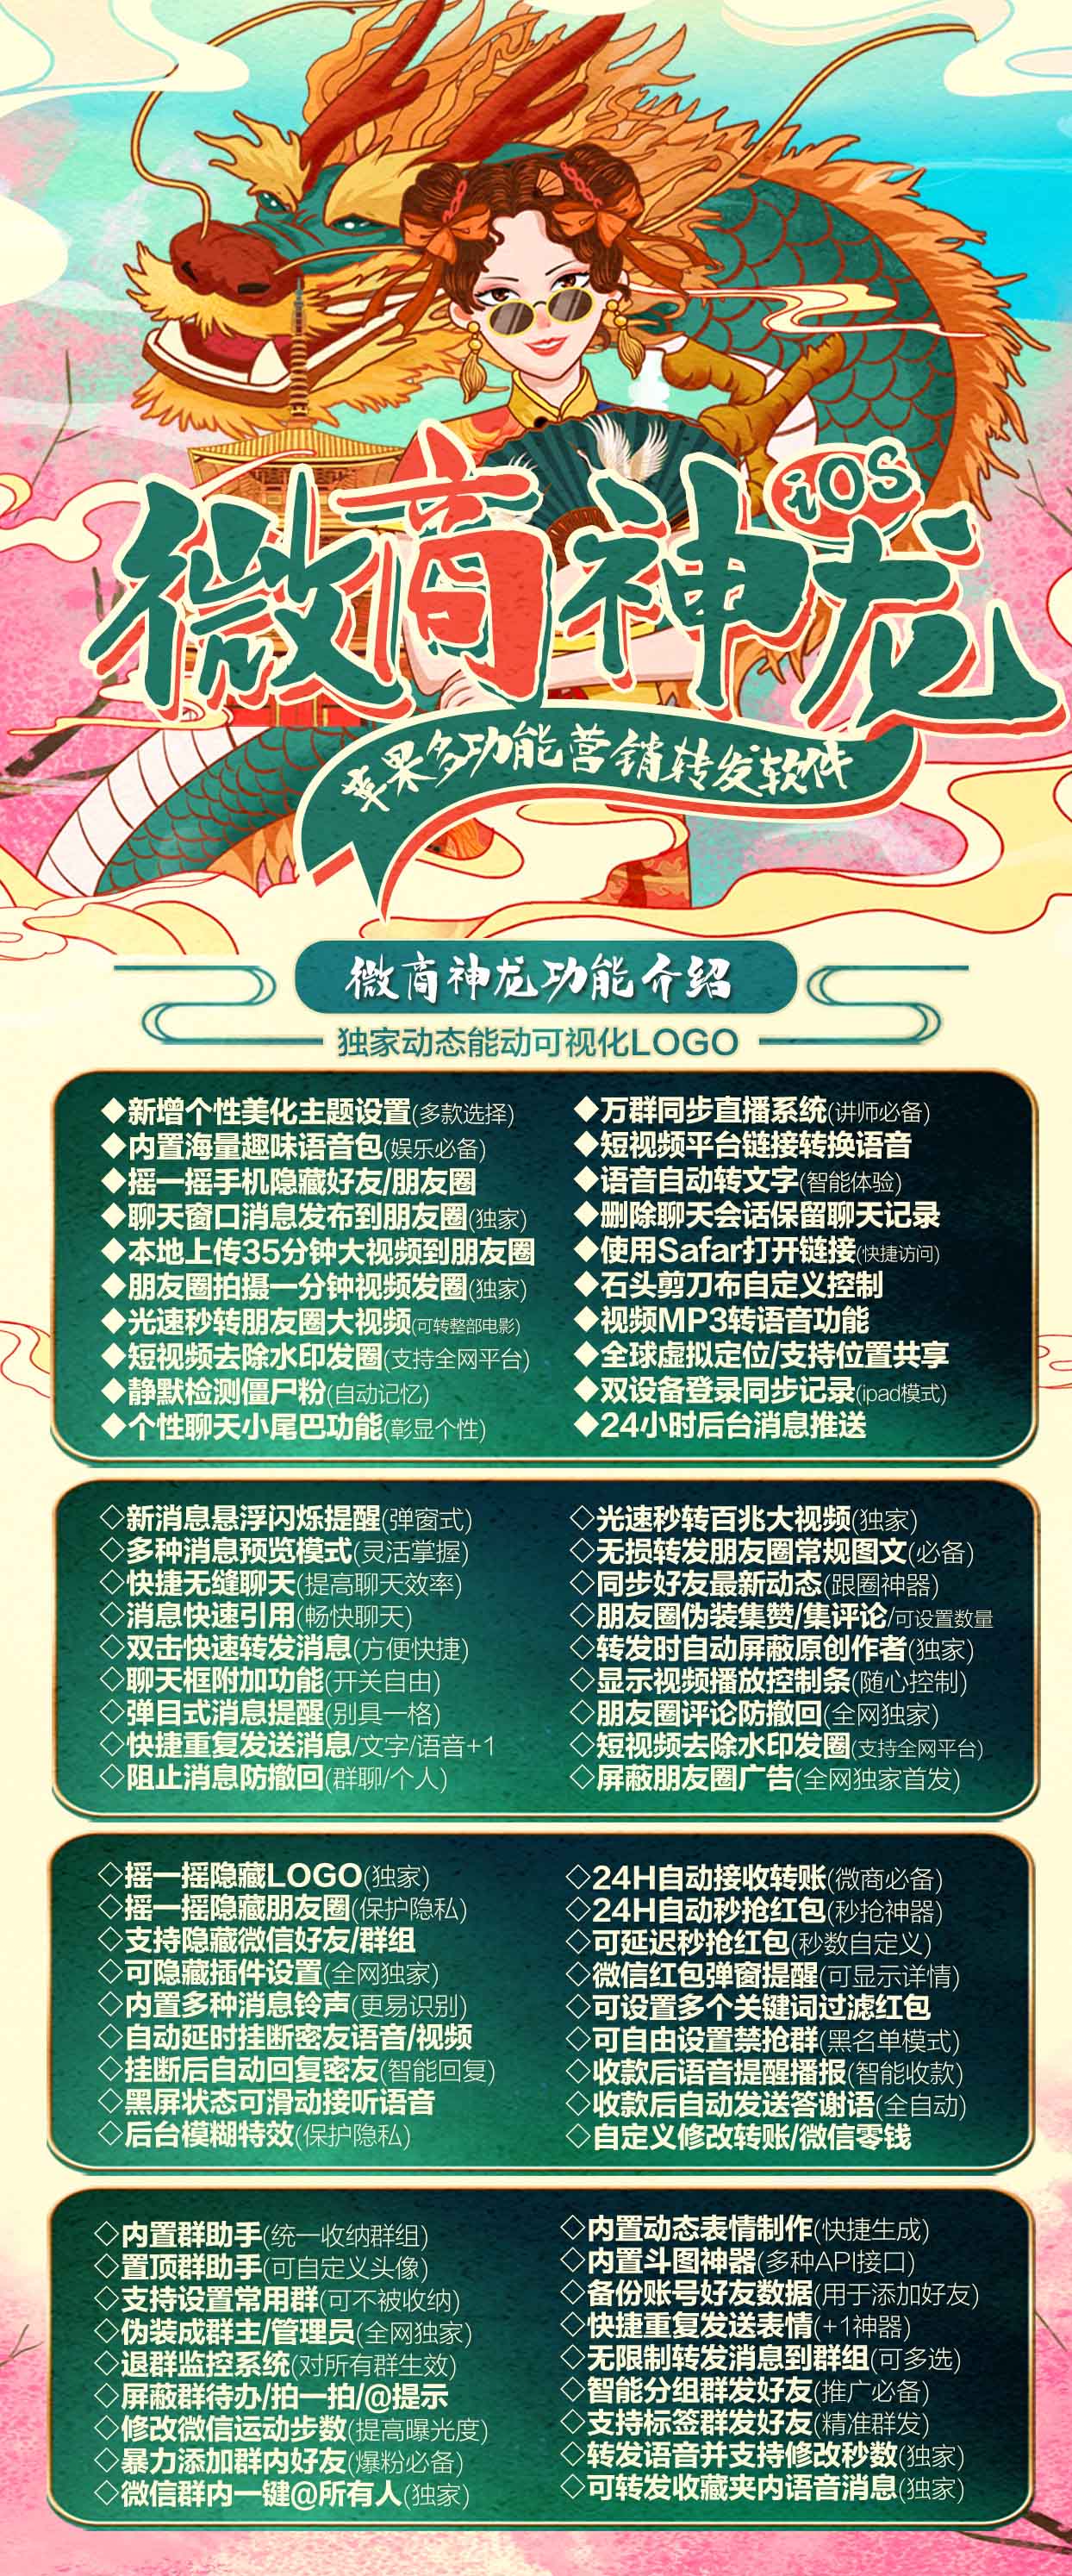 微商神龙
iOS
苹果多功能营销转发软件
微商神龙功能介绍
独家动态能动可视化LOGO
◆新增个性美化主题设置(多款选择)
◆内置海量趣味语音包(娱乐必备)
◆摇一摇手机隐藏好友/朋友圈
◆聊天窗口消息发布到朋友圈(独家)
◆本地上传35分钟大视频到朋友圈
◆朋友圈拍摄一分钟视频发圈(独家)
◆光速秒转朋友圈大视频(可转整部电影)
◆短视频去除水印发圈(支持全网平台)
◆静默检测僵尸粉(自动记忆)
◆个性聊天小尾巴功能(彰显个性)
◆万群同步直播系统(讲师必备)
◆短视频平台链接转换语音
◆语音自动转文字(智能体验)
◆删除聊天会话保留聊天记录
◆使用Safar打开链接(快捷访问)
◆石头剪刀布自定义控制
◆视频MP3转语音功能
◆全球虚拟定位/支持位置共享
◆双设备登录同步记录(ipad模式)
◆24小时后台消息推送
◇新消息悬浮闪烁提醒(弹窗式)
◇多种消息预览模式(灵活掌握)
◇快捷无缝聊天(提高聊天效率)
◇消息快速引用(畅快聊天)
◇双击快速转发消息(方便快捷)
◇聊天框附加功能(开关自由)
◇弹目式消息提醒(别具一格)
◇快捷重复发送消息/文字/语音+1
◇阻止消息防撤回(群聊/个人)
◇光速秒转百兆大视频(独家)
◇无损转发朋友圈常规图文(必备)
◇同步好友最新动态(跟圈神器)
◇朋友圈伪装集赞/集评论/可设置数量
◇转发时自动屏蔽原创作者(独家)
◇显示视频播放控制条(随心控制)
◇朋友圈评论防撤回(全网独家)
◇短视频去除水印发圈(支持全网平台)
◇屏蔽朋友圈广告(全网独家首发)
◇摇一摇隐藏LOGO(独家)
◇摇一摇隐藏朋友圈(保护隐私)
◇支持隐藏微信好友/群组
◇可隐藏插件设置(全网独家)
◇内置多种消息铃声(更易识别)
◇自动延时挂断密友语音/视频
◇挂断后自动回复密友(智能回复)
◇黑屏状态可滑动接听语音
◇后台模糊特效(保护隐私)
◇24H自动接收转账(微商必备)
◇24H自动秒抢红包(秒抢神器)
◇可延迟秒抢红包(秒数自定义)
◇微信红包弹窗提醒(可显示详情)
◇可设置多个关键词过滤红包
◇可自由设置禁抢群(黑名单模式)
◇收款后语音提醒播报(智能收款)
◇收款后自动发送答谢语(全自动)
◇自定义修改转账/微信零钱
◇内置群助手(统一收纳群组)
◇置顶群助手(可自定义头像)
◇支持设置常用群(可不被收纳)
◇伪装成群主/管理员(全网独家)
◇退群监控系统(对所有群生效)
◇屏蔽群待办/拍一拍/@提示
◇修改微信运动步数(提高曝光度)
◇暴力添加群内好友(爆粉必备)
◇微信群内一键@所有人(独家)
◇内置动态表情制作(快捷生成)
◇内置斗图神器(多种API接口)
◇备份账号好友数据(用于添加好友)
◇快捷重复发送表情(+1神器)
◇无限制转发消息到群组(可多选)
◇智能分组群发好友(推广必备)
◇支持标签群发好友(精准群发)
◇转发语音并支持修改秒数(独家)
◇可转发收藏夹内语音消息(独家)